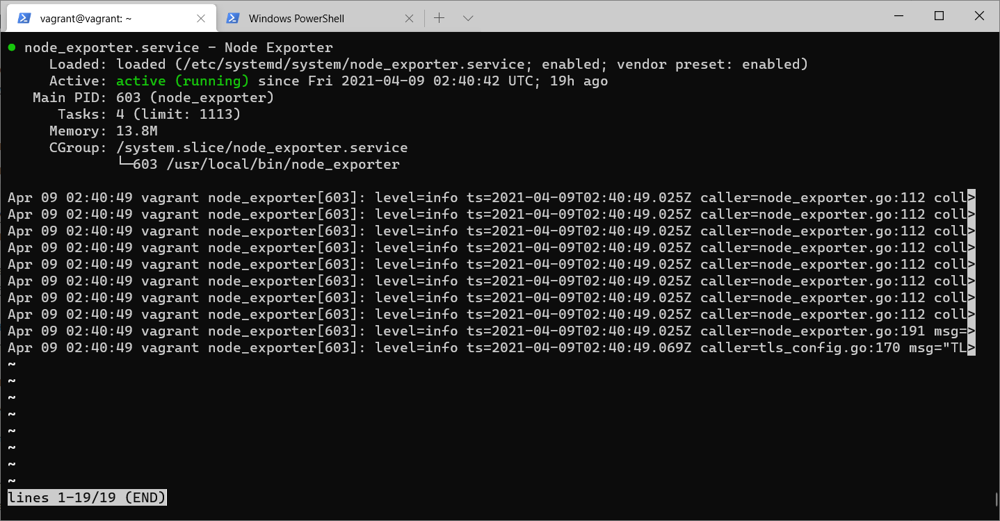 vagrant@vagrant: ~
Windows PowerShell
● node_exporter.service - Node Exporter
     Loaded: loaded (/etc/systemd/system/node_exporter.service; enabled; vendor preset: enabled)
     Active: active (running) since Fri 2021-04-09 02:40:42 UTC; 19h ago
   Main PID: 603 (node_exporter)
      Tasks: 4 (limit: 1113)
     Memory: 13.8M
     CGroup: /system.slice/node_exporter.service
             └─603 /usr/local/bin/node_exporter
Apr 09 02:40:49 vagrant node_exporter[603]: level=info ts=2021-04-09T02:40:49.025Z caller=node_exporter.go:112 coll>
Apr 09 02:40:49 vagrant node_exporter[603]: level=info ts=2021-04-09T02:40:49.025Z caller=node_exporter.go:112 coll>
Apr 09 02:40:49 vagrant node_exporter[603]: level=info ts=2021-04-09T02:40:49.025Z caller=node_exporter.go:112 coll>
Apr 09 02:40:49 vagrant node_exporter[603]: level=info ts=2021-04-09T02:40:49.025Z caller=node_exporter.go:112 coll>
Apr 09 02:40:49 vagrant node_exporter[603]: level=info ts=2021-04-09T02:40:49.025Z caller=node_exporter.go:112 coll>
Apr 09 02:40:49 vagrant node_exporter[603]: level=info ts=2021-04-09T02:40:49.025Z caller=node_exporter.go:112 coll>
Apr 09 02:40:49 vagrant node_exporter[603]: level=info ts=2021-04-09T02:40:49.025Z caller=node_exporter.go:112 coll>
Apr 09 02:40:49 vagrant node_exporter[603]: level=info ts=2021-04-09T02:40:49.025Z caller=node_exporter.go:112 coll>
Apr 09 02:40:49 vagrant node_exporter[603]: level=info ts=2021-04-09T02:40:49.025Z caller=node_exporter.go:191 msg=>
Apr 09 02:40:49 vagrant node_exporter[603]: level=info ts=2021-04-09T02:40:49.069Z caller=tls_config.go:170 msg="TL>
~
~
~
~
~
~
~
~
lines 1-19/19 (END)